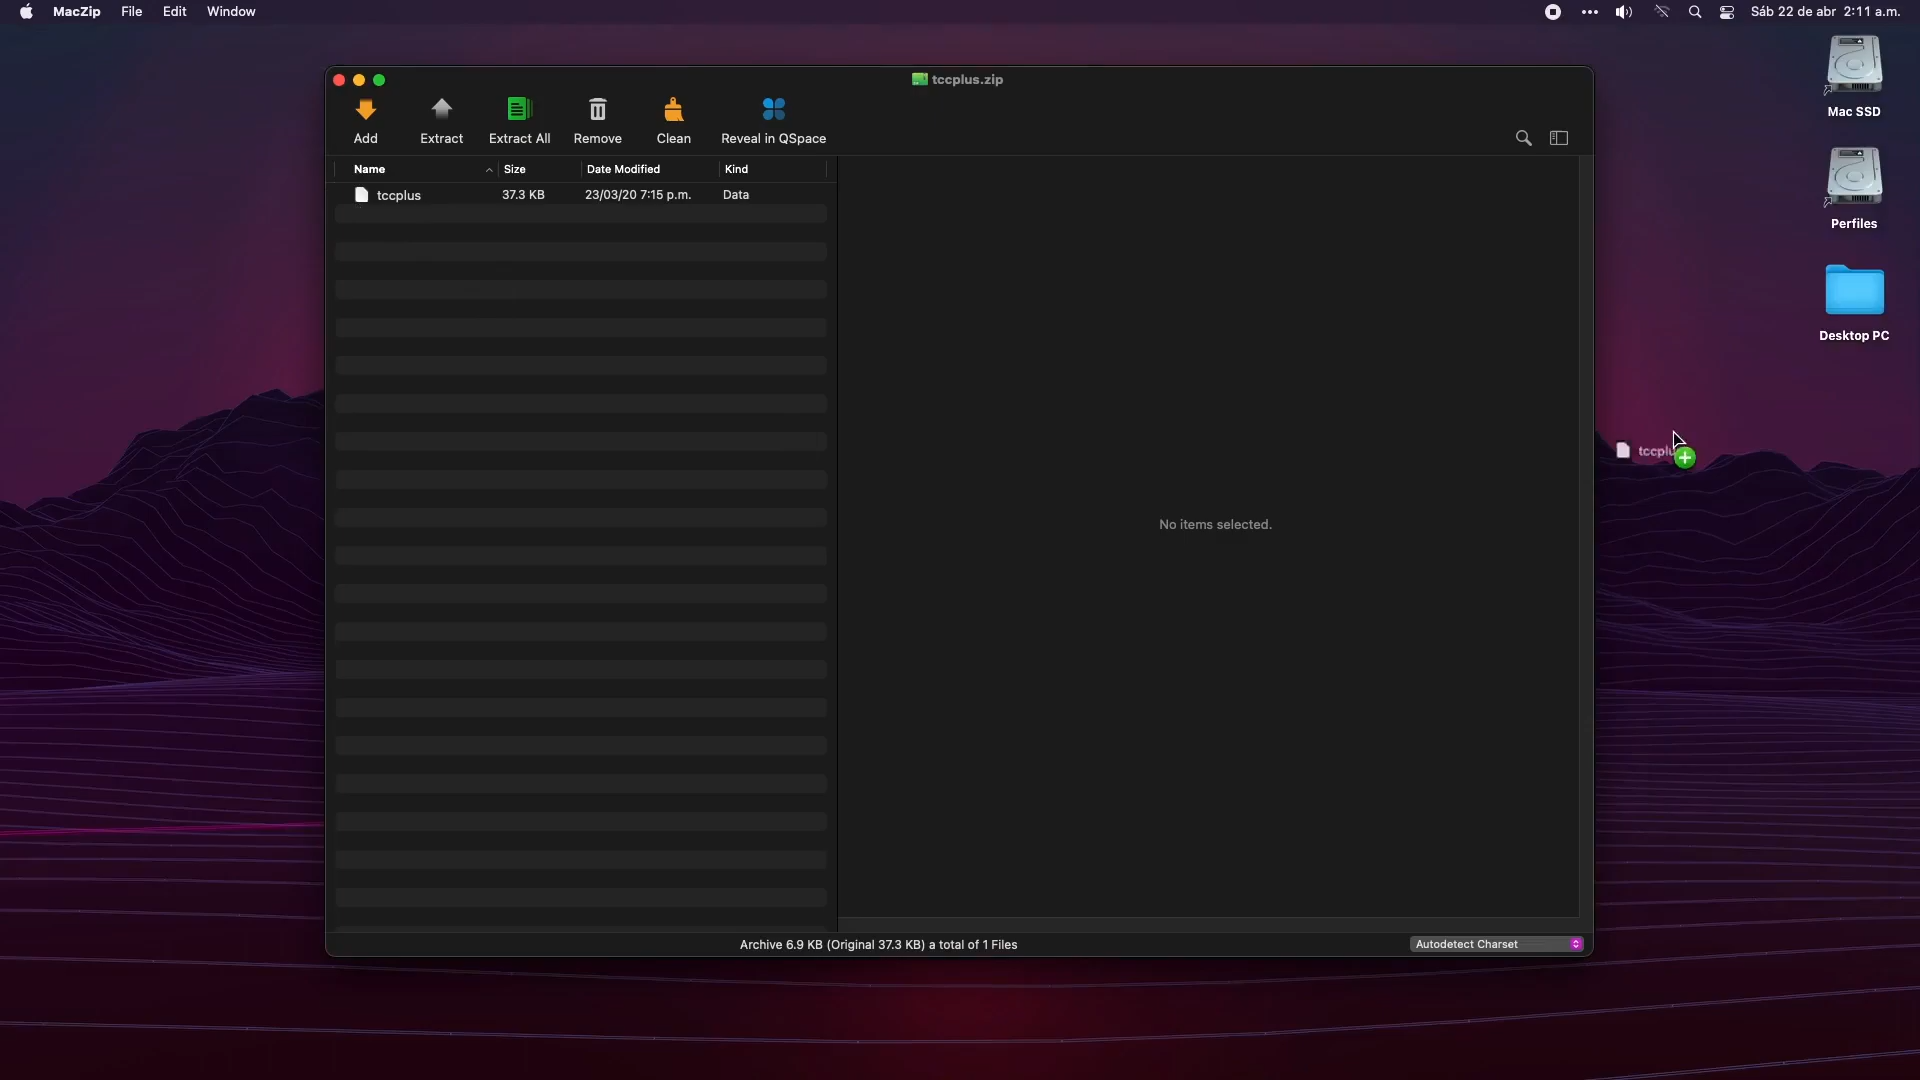 MacZip File Edit Window
Sáb 22 de abr 2:11 a.m.
tccplus.zip
Add Extract Extract All Remove Clean Reveal in QSpace
Name Size Date Modified Kind
tccplus 37.3 KB 23/03/20 7:15 p.m. Data
No items selected.
Archive 6.9 KB (Original 37.3 KB) a total of 1 Files
Autodetect Charset
Mac SSD
Perfiles
Desktop PC